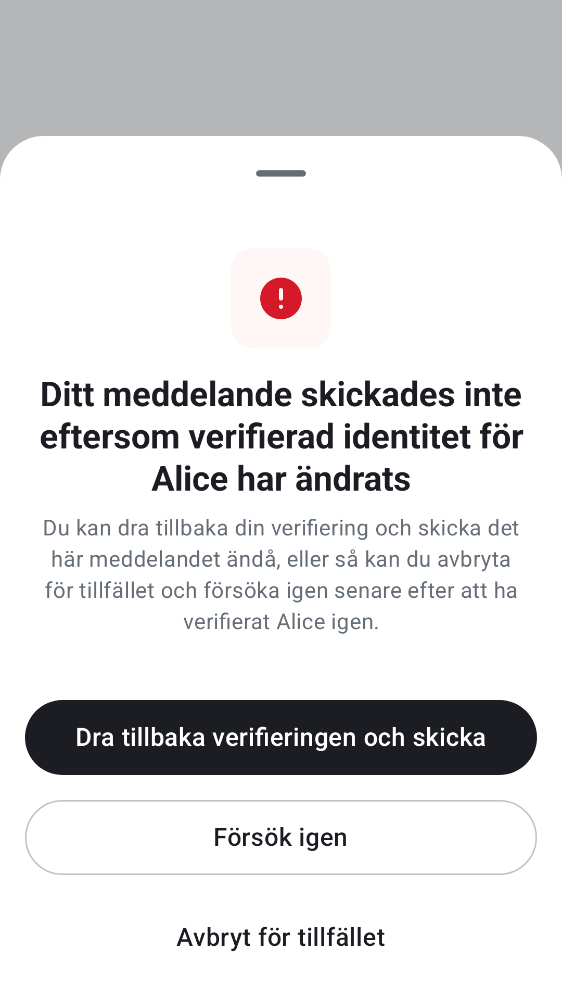 Ditt meddelande skickades inte
eftersom verifierad identitet för
Alice har ändrats
Du kan dra tillbaka din verifiering och skicka det
här meddelandet ändå, eller så kan du avbryta
för tillfället och försöka igen senare efter att ha
verifierat Alice igen.
Dra tillbaka verifieringen och skicka
Försök igen
Avbryt för tillfället